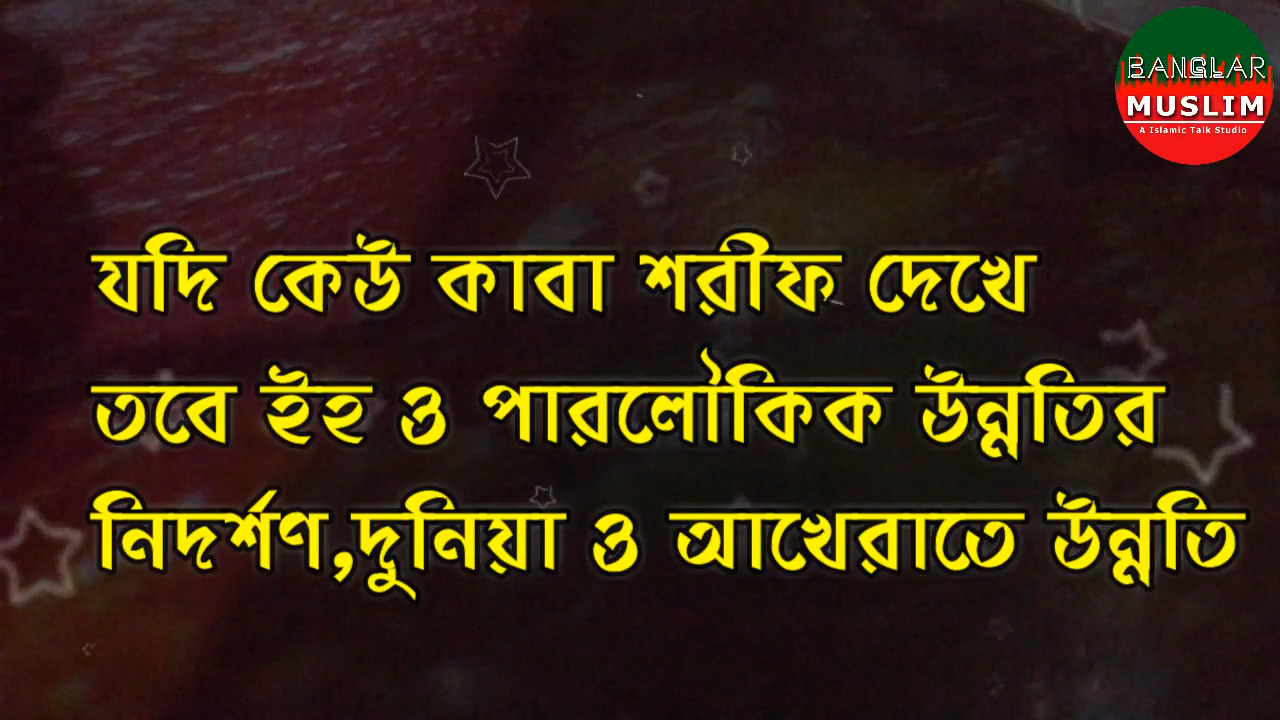 BANGLAR
MUSLIM
A Islamic Talk Studio
যদি কেউ কাবা শরীফ দেখে
তবে ইহ ও পারলৌকিক উন্নতির
নিদর্শণ,দুনিয়া ও আখেরাতে উন্নতি